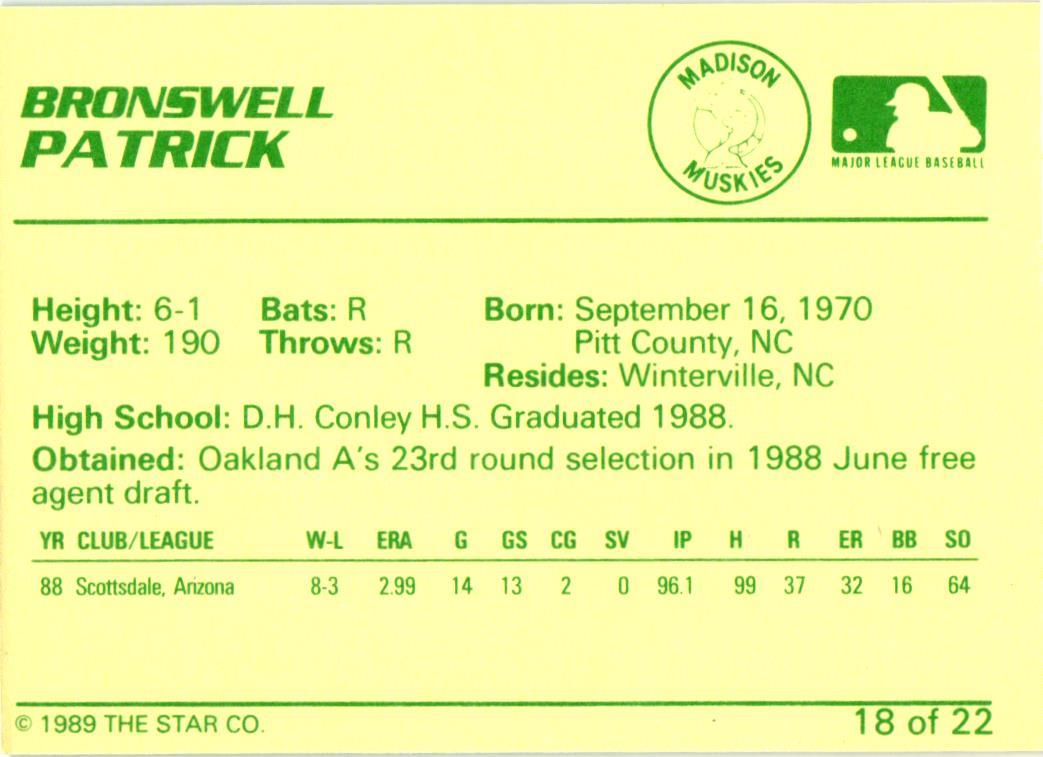 BRONSWELL
PATRICK
MADISON
MUSKIES
MAJOR LEAGUE BASEBALL
Height: 6-1 Bats: R Born: September 16, 1970
Weight: 190 Throws: R Pitt County, NC
Resides: Winterville, NC
High School: D.H. Conley H.S. Graduated 1988.
Obtained: Oakland A's 23rd round selection in 1988 June free
agent draft.
YR CLUB/LEAGUE W-L ERA G GS CG SV IP H R ER BB SO
88 Scottsdale, Arizona 8-3 2.99 14 13 2 0 96.1 99 37 32 16 64
© 1989 THE STAR CO. 18 of 22